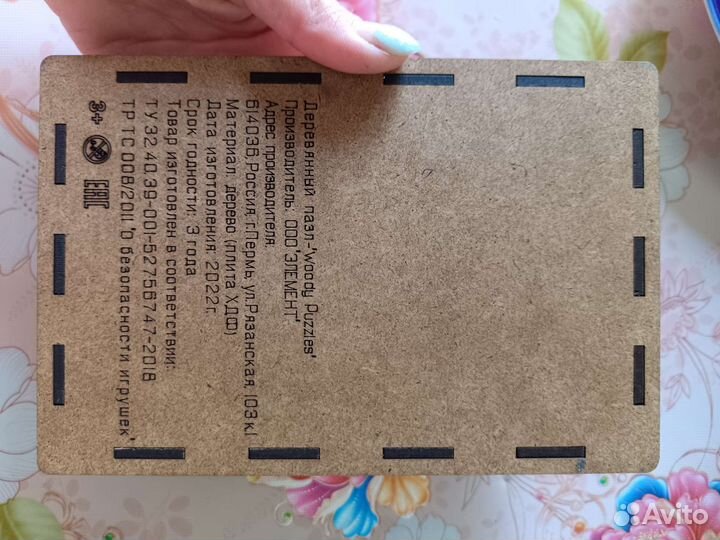 Деревянный пазл-'Woody Puzzles'
Производитель: ООО 'ЭЛЕМЕНТ'.
Адрес производителя:
614036, Россия, г.Пермь, ул.Рязанская, 103 к.1
Материал: дерево (плита ХДФ)
Дата изготовления: 2022г.
Срок годности: 3 года
Товар изготовлен в соответствии:
ТУ 32.40.39-001-52756747-2018
ТР ТС 008/2011 'О безопасности игрушек'
3+
EAC
Avito